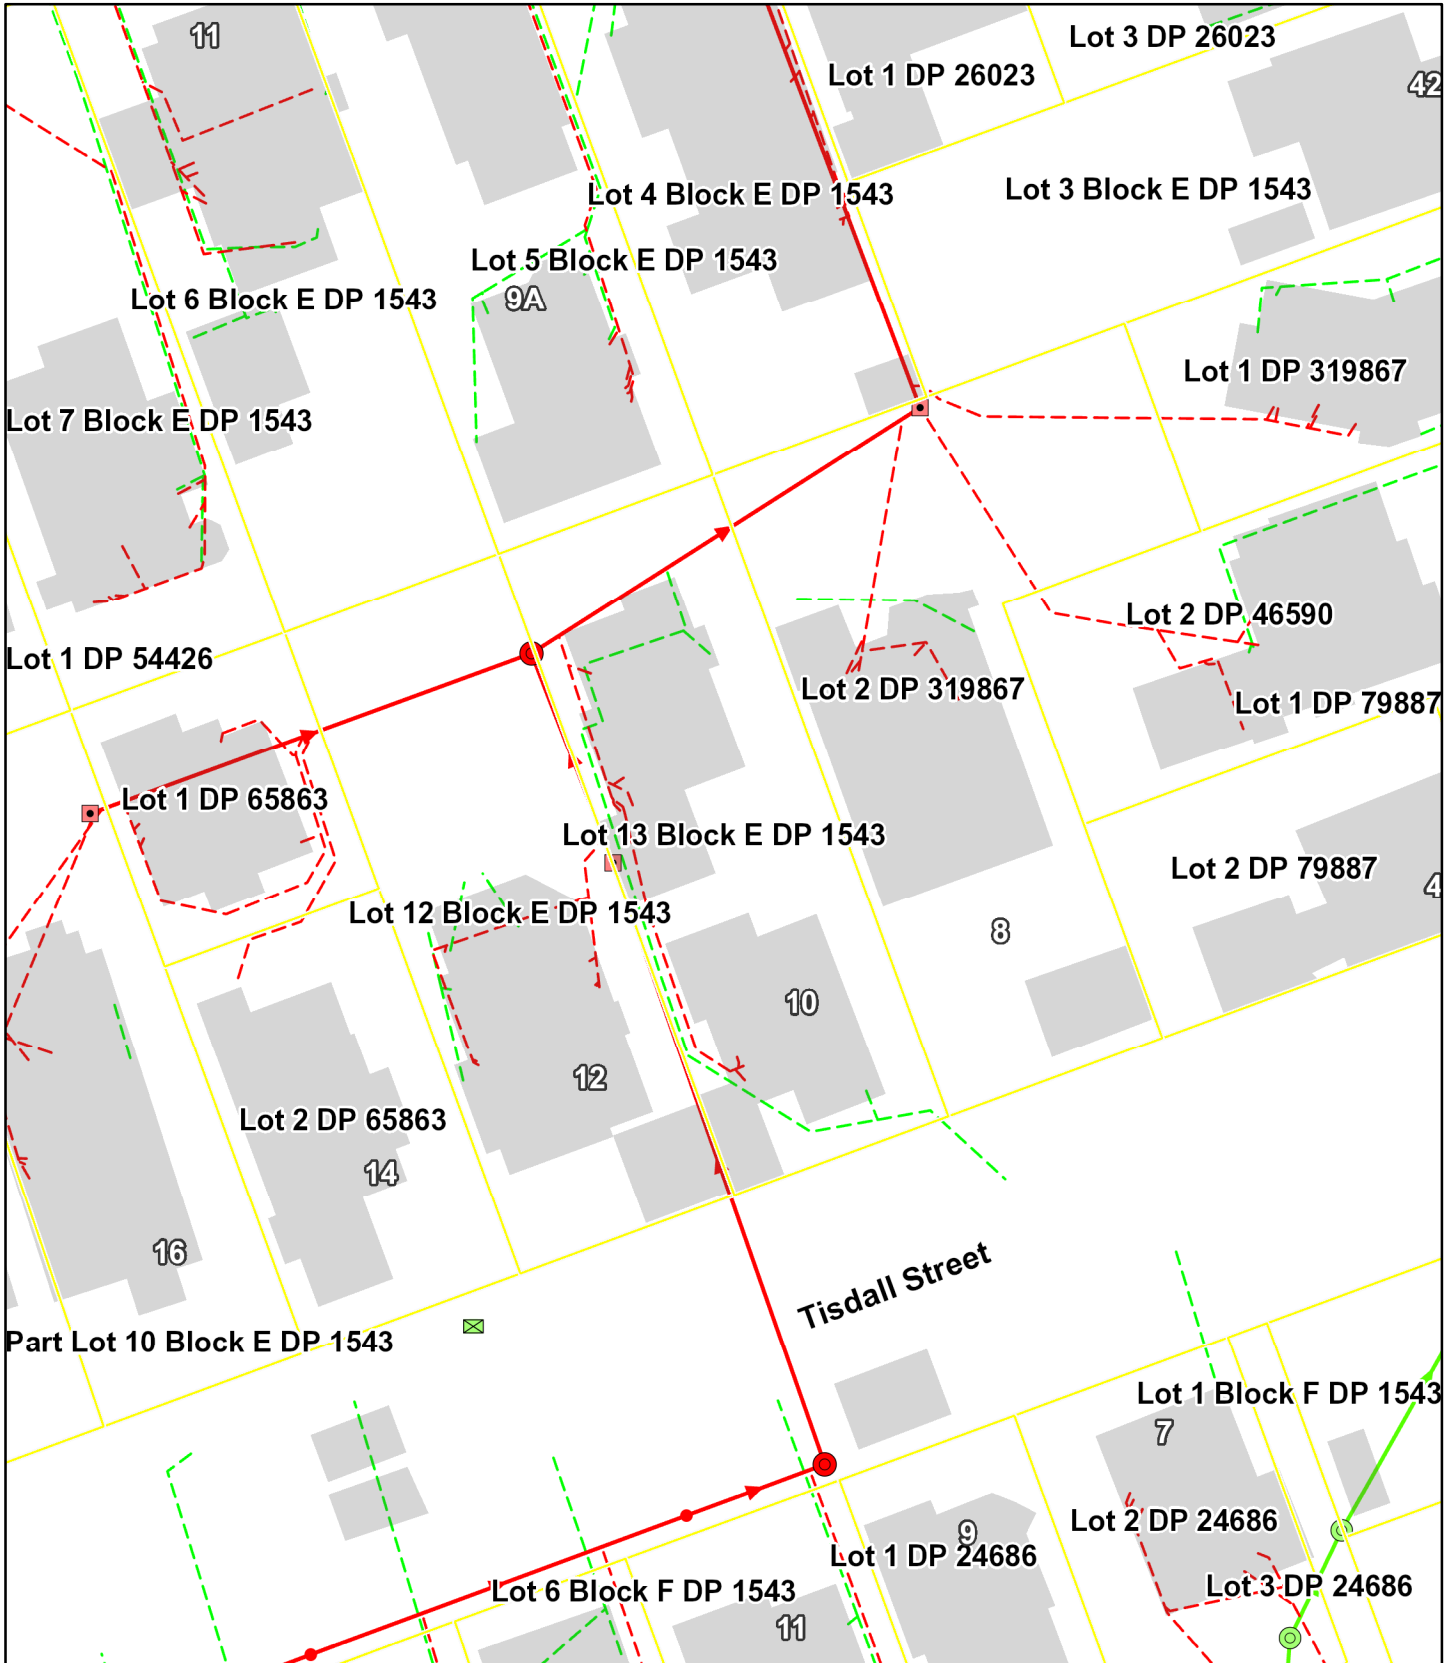 11
Lot 3 DP 26023
Lot 1 DP 26023
42
Lot 4 Block E DP 1543
Lot 3 Block E DP 1543
Lot 5 Block E DP 1543
9A
Lot 6 Block E DP 1543
Lot 1 DP 319867
Lot 7 Block E DP 1543
Lot 2 DP 46590
Lot 1 DP 54426
Lot 2 DP 319867
Lot 1 DP 79887
Lot 1 DP 65863
Lot 13 Block E DP 1543
Lot 2 DP 79887
4
Lot 12 Block E DP 1543
8
10
12
Lot 2 DP 65863
14
16
Tisdall Street
Part Lot 10 Block E DP 1543
Lot 1 Block F DP 1543
7
Lot 2 DP 24686
9
Lot 1 DP 24686
Lot 6 Block F DP 1543
Lot 3 DP 24686
11